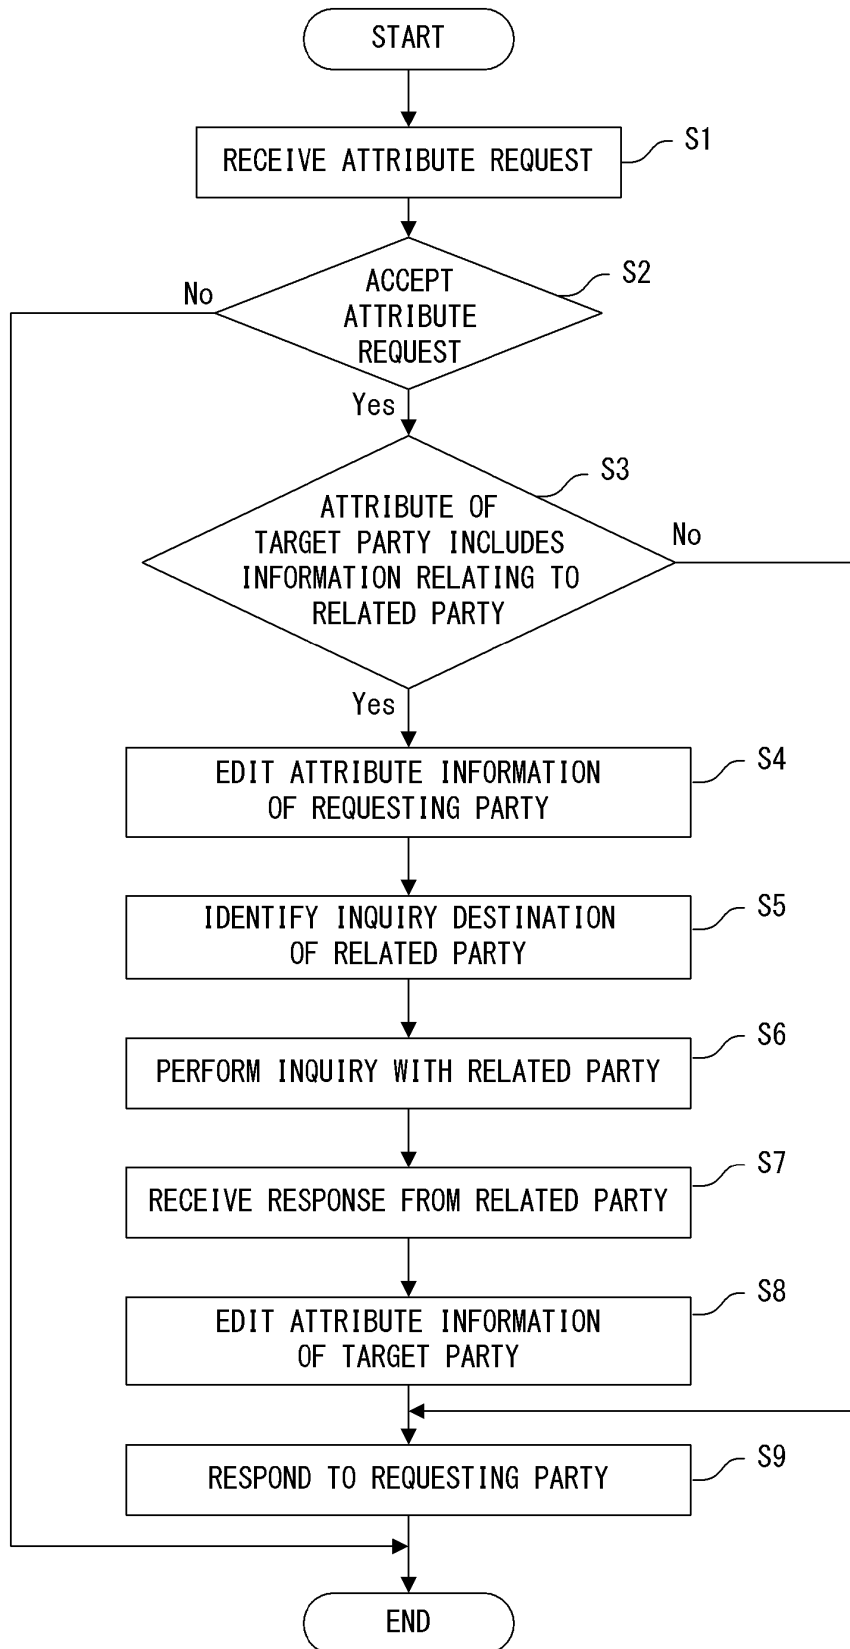 START
RECEIVE ATTRIBUTE REQUEST
S1
ACCEPT
ATTRIBUTE
REQUEST
S2
No
Yes
ATTRIBUTE OF
TARGET PARTY INCLUDES
INFORMATION RELATING TO
RELATED PARTY
S3
No
Yes
EDIT ATTRIBUTE INFORMATION
OF REQUESTING PARTY
S4
IDENTIFY INQUIRY DESTINATION
OF RELATED PARTY
S5
PERFORM INQUIRY WITH RELATED PARTY
S6
RECEIVE RESPONSE FROM RELATED PARTY
S7
EDIT ATTRIBUTE INFORMATION
OF TARGET PARTY
S8
RESPOND TO REQUESTING PARTY
S9
END